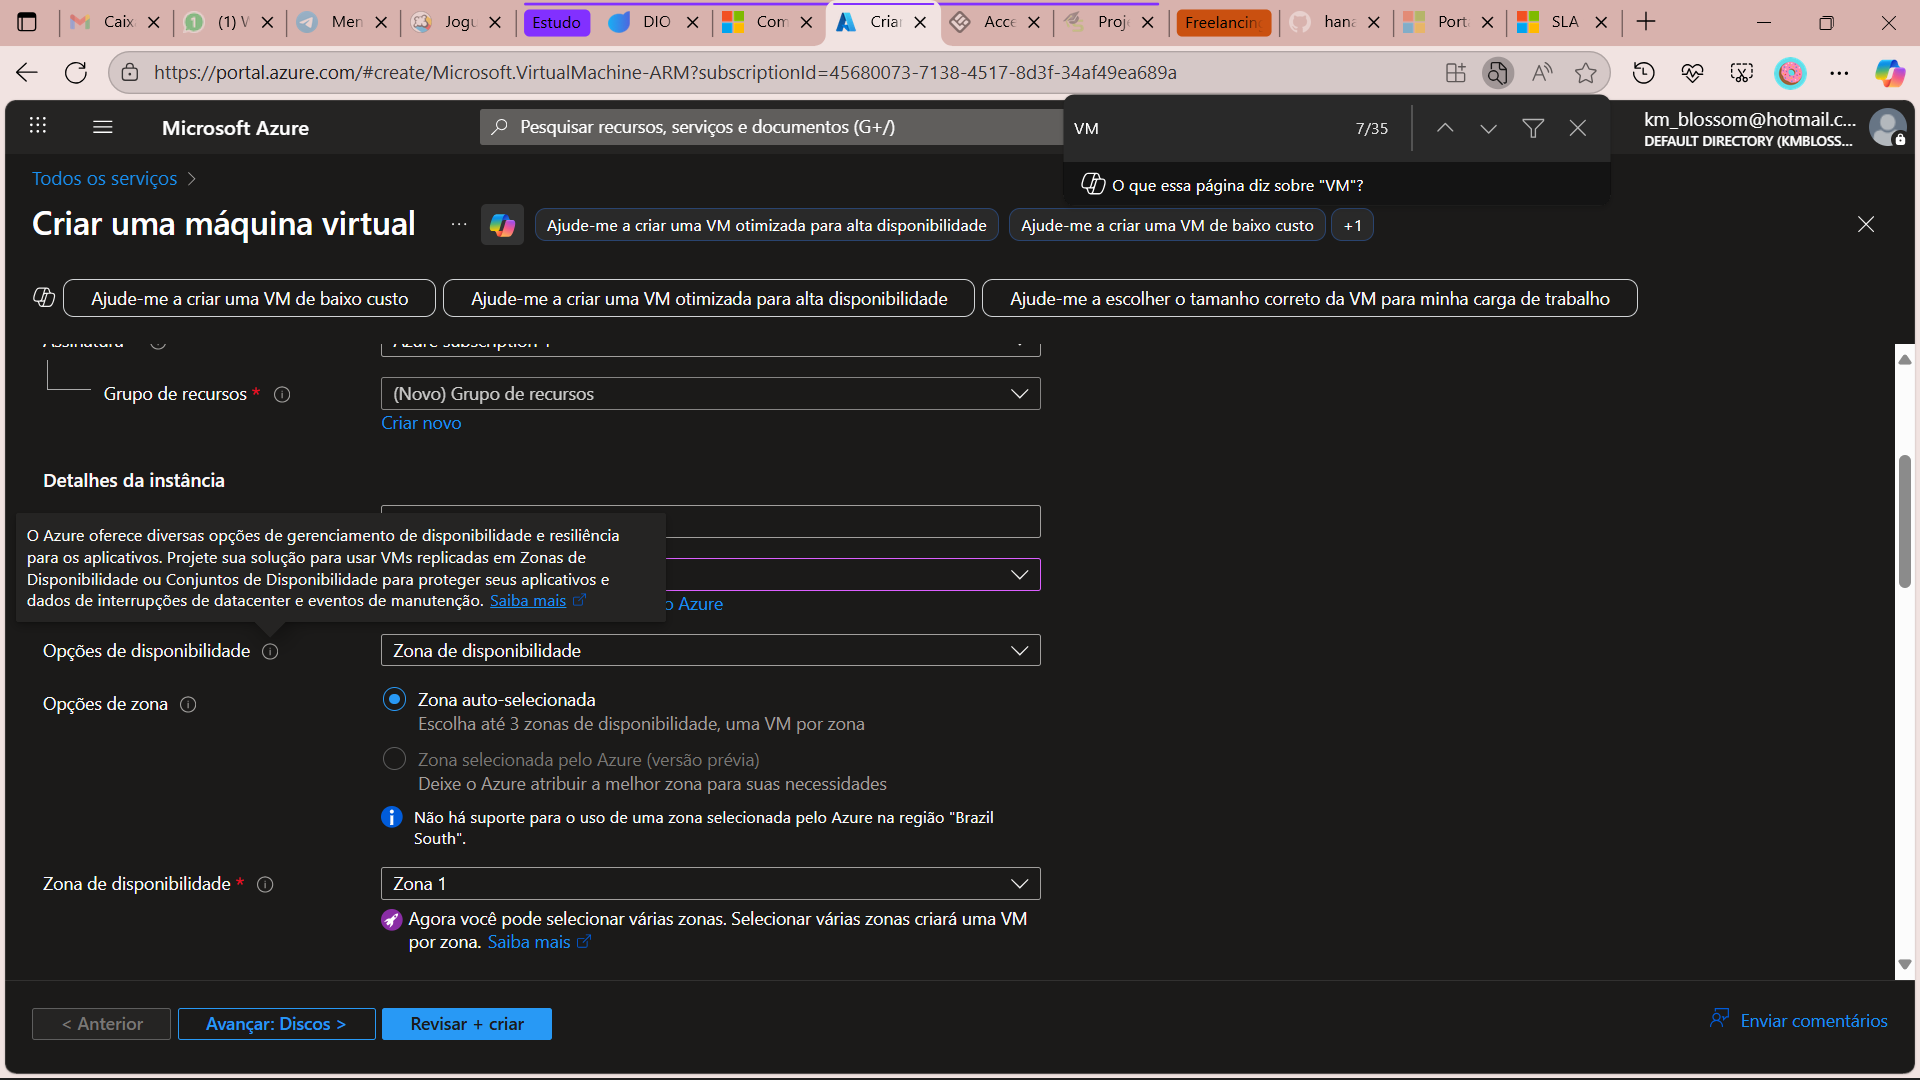 Caix
(1) W
Men
Jogu
Estudo
DIO
Com
Criar
Acce
Proje
Freelancing
hana
Porta
SLA
https://portal.azure.com/#create/Microsoft.VirtualMachine-ARM?subscriptionId=45680073-7138-4517-8d3f-34af49ea689a
Microsoft Azure
Pesquisar recursos, serviços e documentos (G+/)
VM
7/35
km_blossom@hotmail.c...
DEFAULT DIRECTORY (KMBLOSS...
O que essa página diz sobre "VM"?
Todos os serviços >
Criar uma máquina virtual
...
Ajude-me a criar uma VM otimizada para alta disponibilidade
Ajude-me a criar uma VM de baixo custo
+1
Ajude-me a criar uma VM de baixo custo
Ajude-me a criar uma VM otimizada para alta disponibilidade
Ajude-me a escolher o tamanho correto da VM para minha carga de trabalho
Assinatura
Azure subscription 1
Grupo de recursos *
(Novo) Grupo de recursos
Criar novo
Detalhes da instância
O Azure oferece diversas opções de gerenciamento de disponibilidade e resiliência
para os aplicativos. Projete sua solução para usar VMs replicadas em Zonas de
Disponibilidade ou Conjuntos de Disponibilidade para proteger seus aplicativos e
dados de interrupções de datacenter e eventos de manutenção. Saiba mais
o Azure
Opções de disponibilidade
Zona de disponibilidade
Opções de zona
Zona auto-selecionada
Escolha até 3 zonas de disponibilidade, uma VM por zona
Zona selecionada pelo Azure (versão prévia)
Deixe o Azure atribuir a melhor zona para suas necessidades
Não há suporte para o uso de uma zona selecionada pelo Azure na região "Brazil
South".
Zona de disponibilidade *
Zona 1
Agora você pode selecionar várias zonas. Selecionar várias zonas criará uma VM
por zona. Saiba mais
< Anterior
Avançar: Discos >
Revisar + criar
Enviar comentários